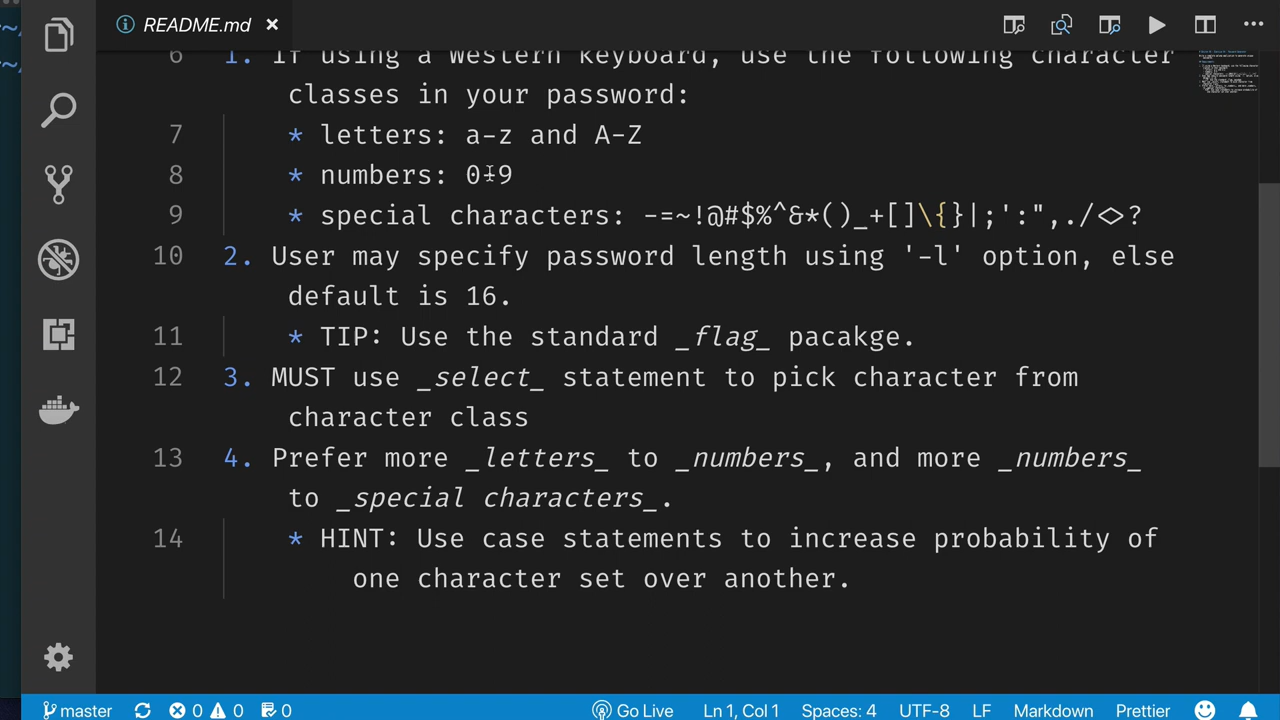 README.md
6 1. If using a Western keyboard, use the following character
classes in your password:
7 * letters: a-z and A-Z
8 * numbers: 0-9
9 * special characters: -=~!@#$%^&*()_+[]\{}|;':",./<>?
10 2. User may specify password length using '-l' option, else
default is 16.
11 * TIP: Use the standard _flag_ pacakge.
12 3. MUST use _select_ statement to pick character from
character class
13 4. Prefer more _letters_ to _numbers_, and more _numbers_
to _special characters_.
14 * HINT: Use case statements to increase probability of
one character set over another.
master 0 0 0 Go Live Ln 1, Col 1 Spaces: 4 UTF-8 LF Markdown Prettier